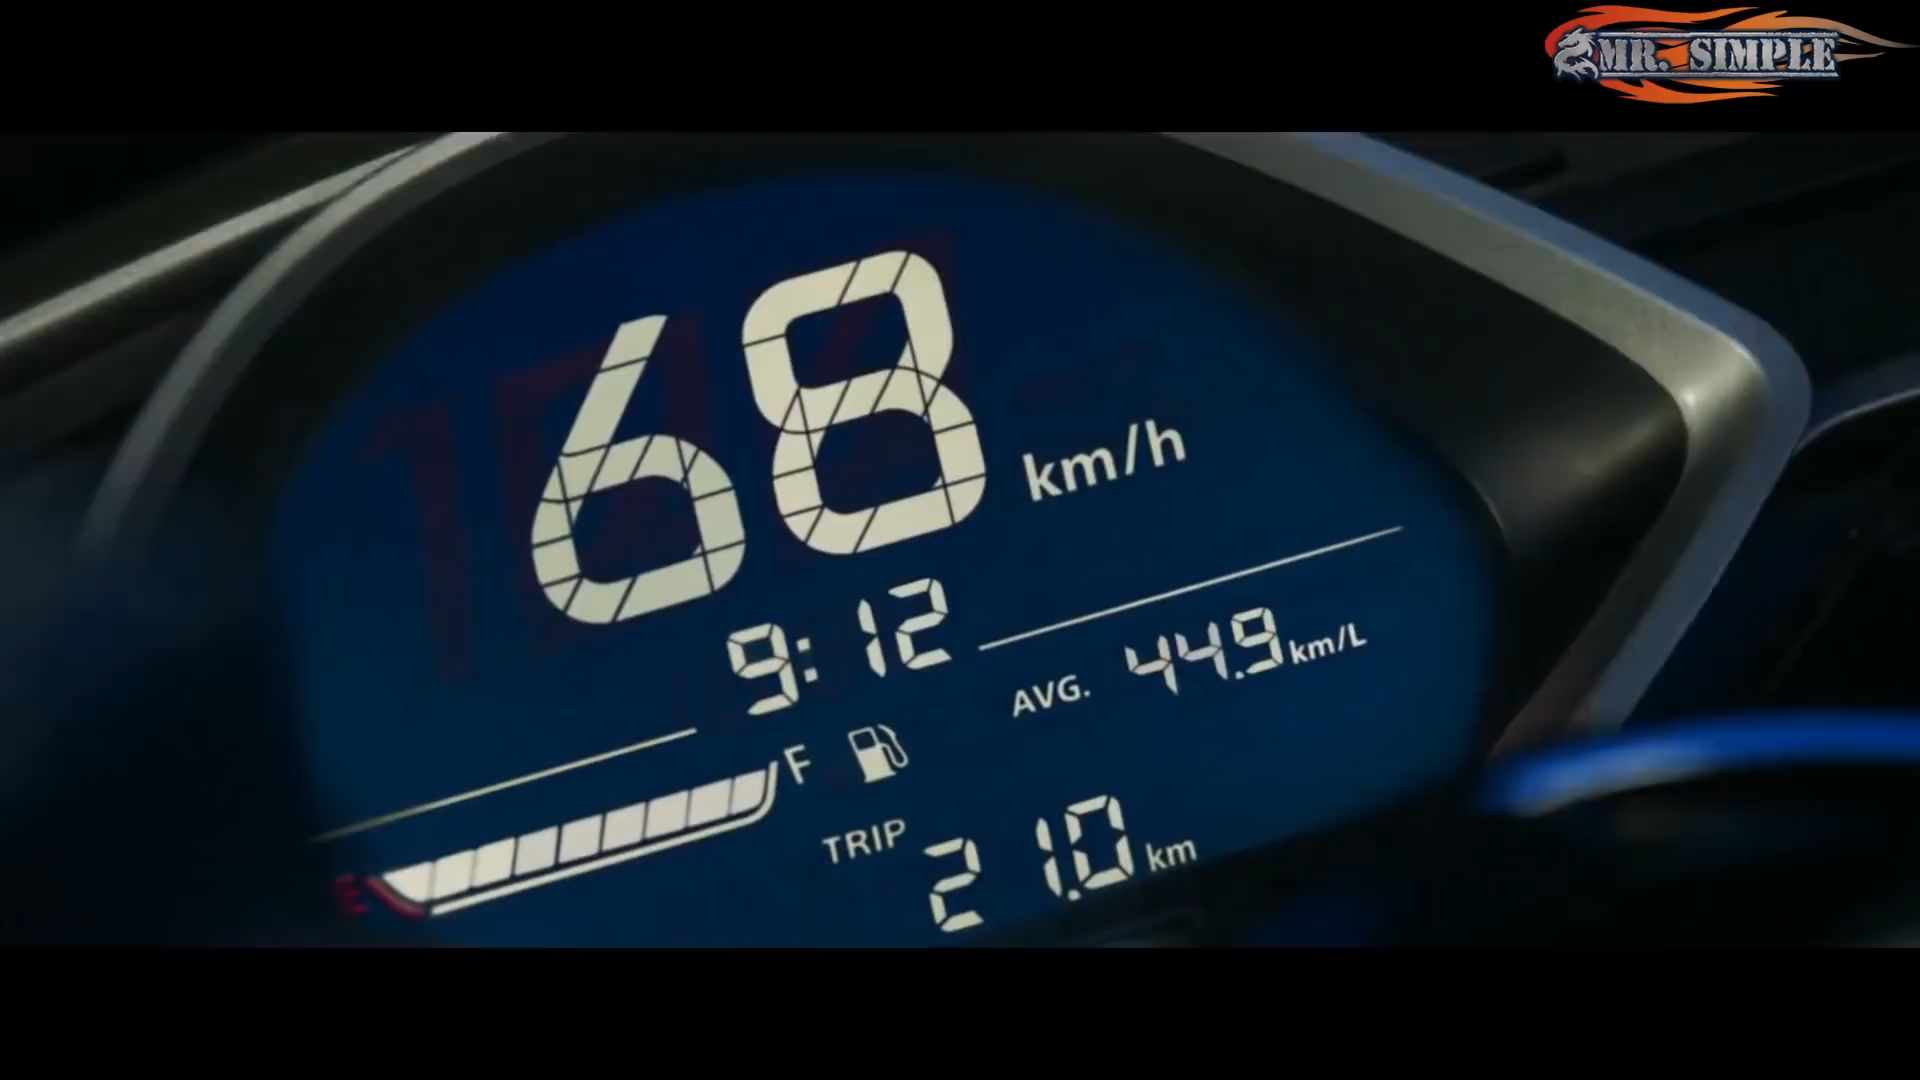 MR. SIMPLE
68 km/h
9:12
AVG. 44.9 km/L
F
TRIP 21.0 km
E